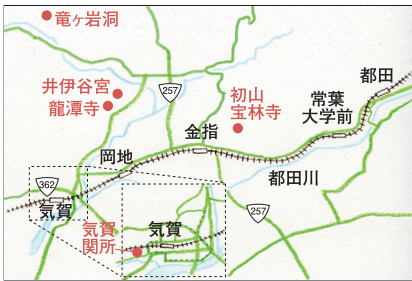 竜ヶ岩洞
都田
井伊谷宮
龍潭寺
257
初山
宝林寺
常葉
大学前
金指
岡地
362
都田川
気賀
気賀
257
気賀
関所